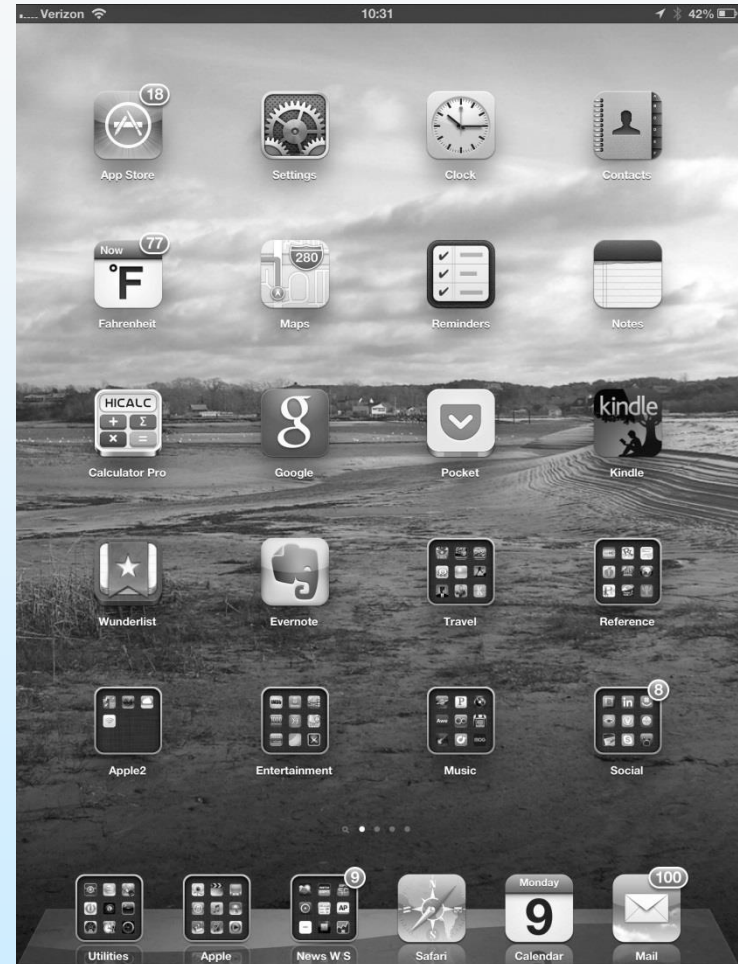 Verizon 10:31 42%
18
App Store Settings Clock Contacts
Now 77 280
°F
Fahrenheit Maps Reminders Notes
HICALC kindle
+ Σ g
× =
Calculator Pro Google Pocket Kindle
Wunderlist Evernote Travel Reference
8
in
P
Apple2 Entertainment Music Social
9 Monday 100
AP N 9
Utilities Apple News W S Safari Calendar Mail